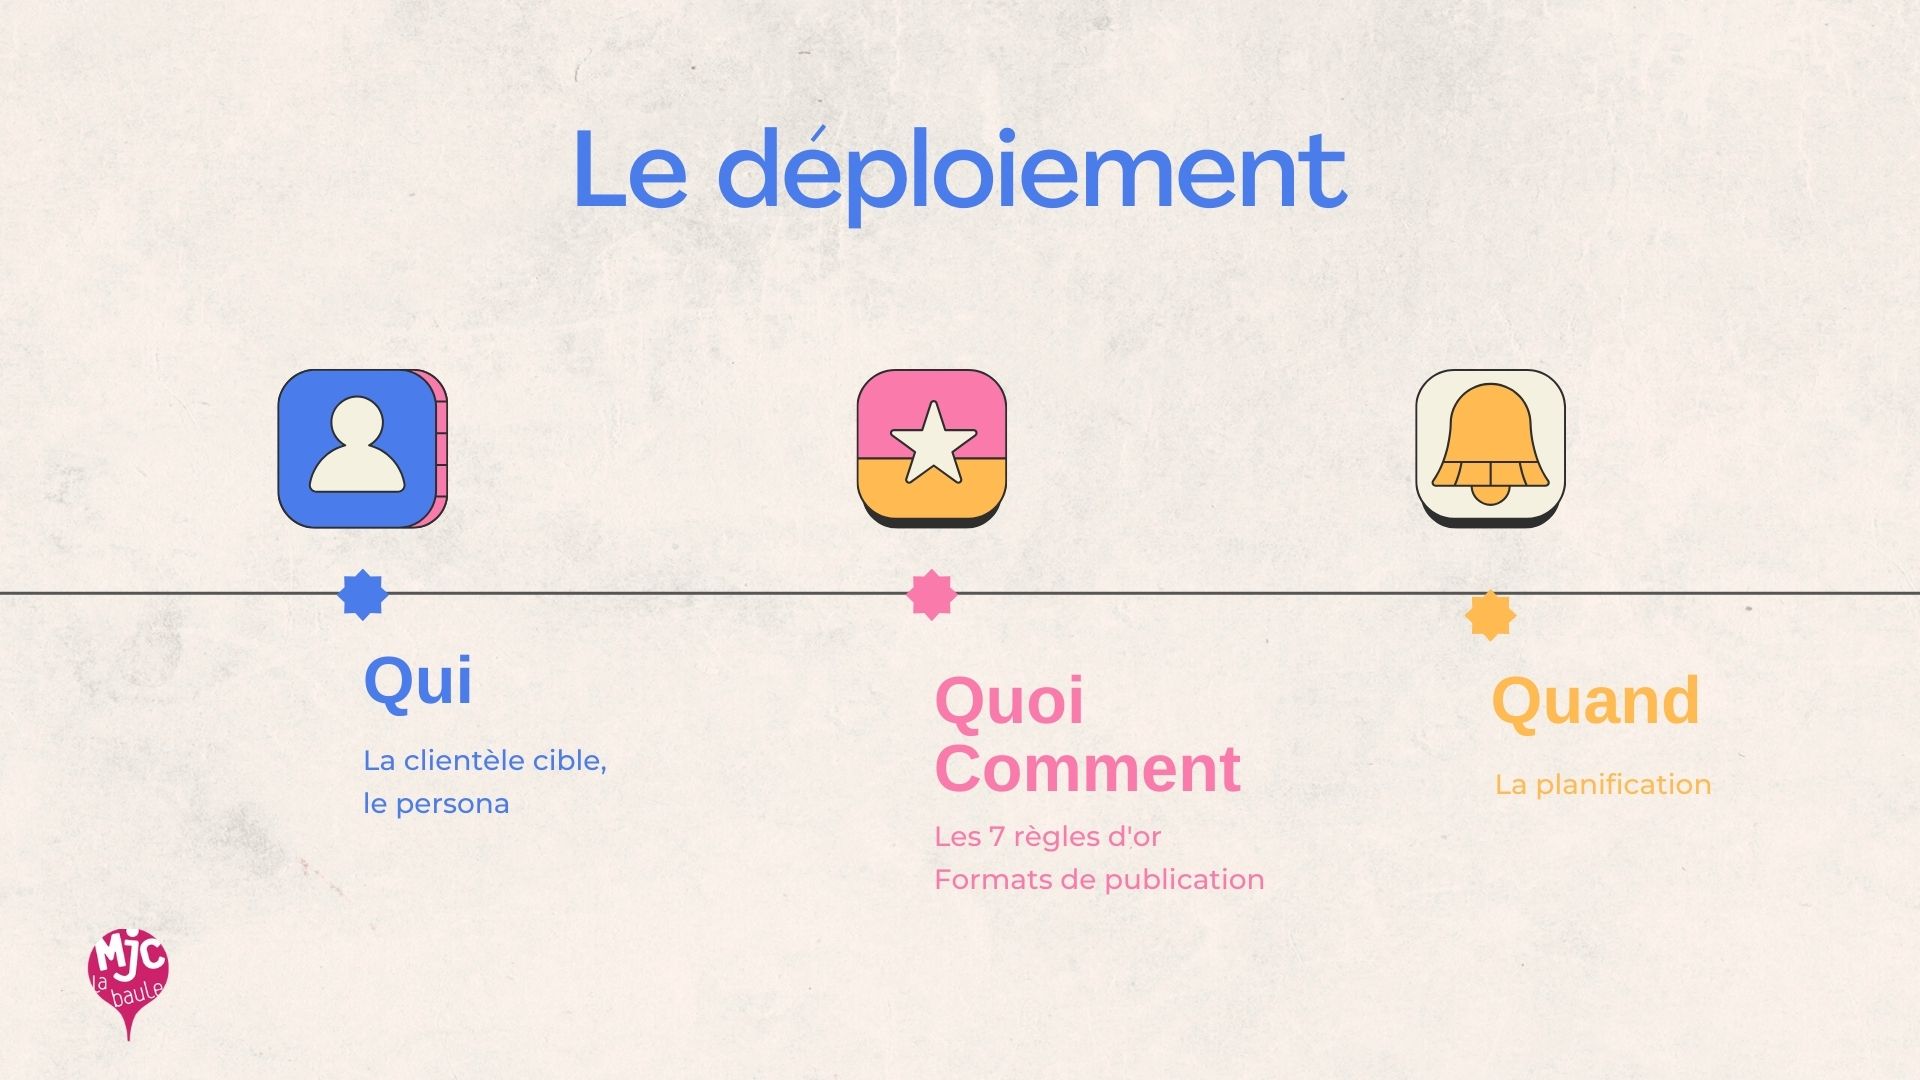 Le déploiement
Qui
La clientèle cible,
le persona
Quoi
Comment
Les 7 règles d'or
Formats de publication
Quand
La planification
MJC
La
baule